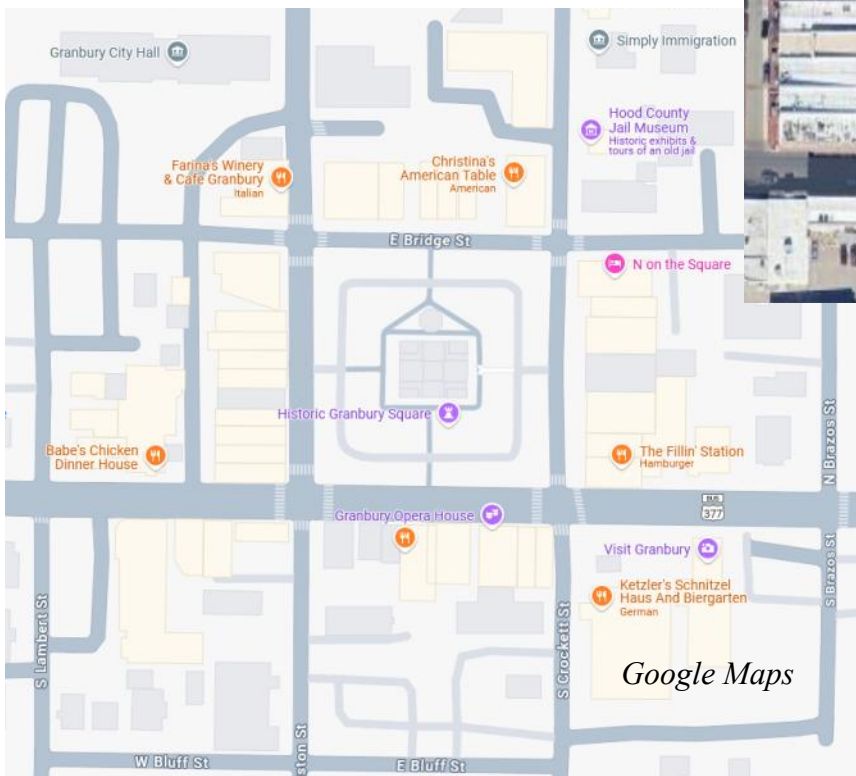 Granbury City Hall
Simply Immigration
Hood County
Jail Museum
Historic exhibits &
tours of an old jail
Farina's Winery
& Cafe Granbury
Italian
Christina's
American Table
American
E Bridge St
N on the Square
Historic Granbury Square
Babe's Chicken
Dinner House
The Fillin' Station
Hamburger
N Brazos St
BUS
377
Granbury Opera House
Visit Granbury
Ketzler's Schnitzel
Haus And Biergarten
German
S Lambert St
S Crockett St
S Brazos St
Google Maps
ston St
W Bluff St
E Bluff St